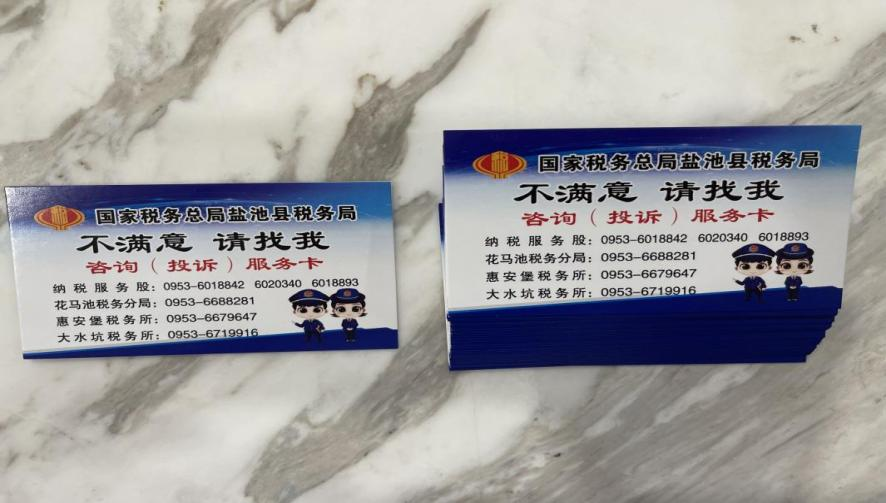 国家税务总局盐池县税务局
不满意 请找我
咨询（投诉）服务卡
纳税服务股：0953-6018842 6020340 6018893
花马池税务分局：0953-6688281
惠安堡税务所：0953-6679647
大水坑税务所：0953-6719916
国家税务总局盐池县税务局
不满意 请找我
咨询（投诉）服务卡
纳税服务股：0953-6018842 6020340 6018893
花马池税务分局：0953-6688281
惠安堡税务所：0953-6679647
大水坑税务所：0953-6719916